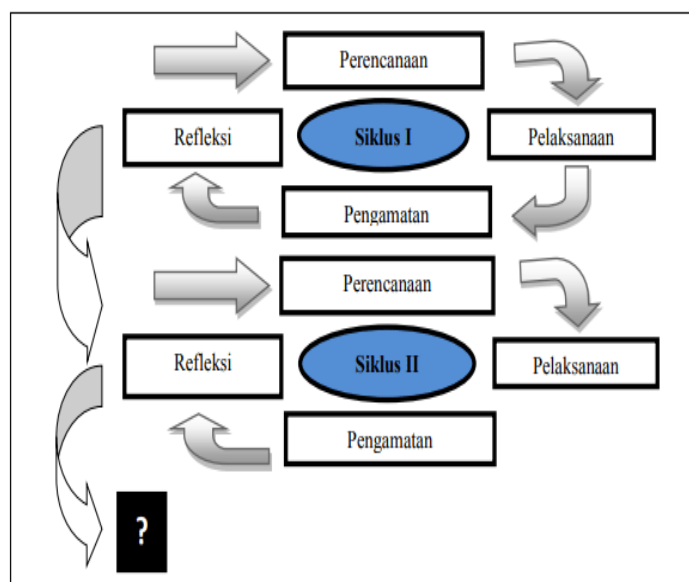 Perencanaan
Refleksi
Siklus I
Pelaksanaan
Pengamatan
Perencanaan
Refleksi
Siklus II
Pelaksanaan
Pengamatan
?